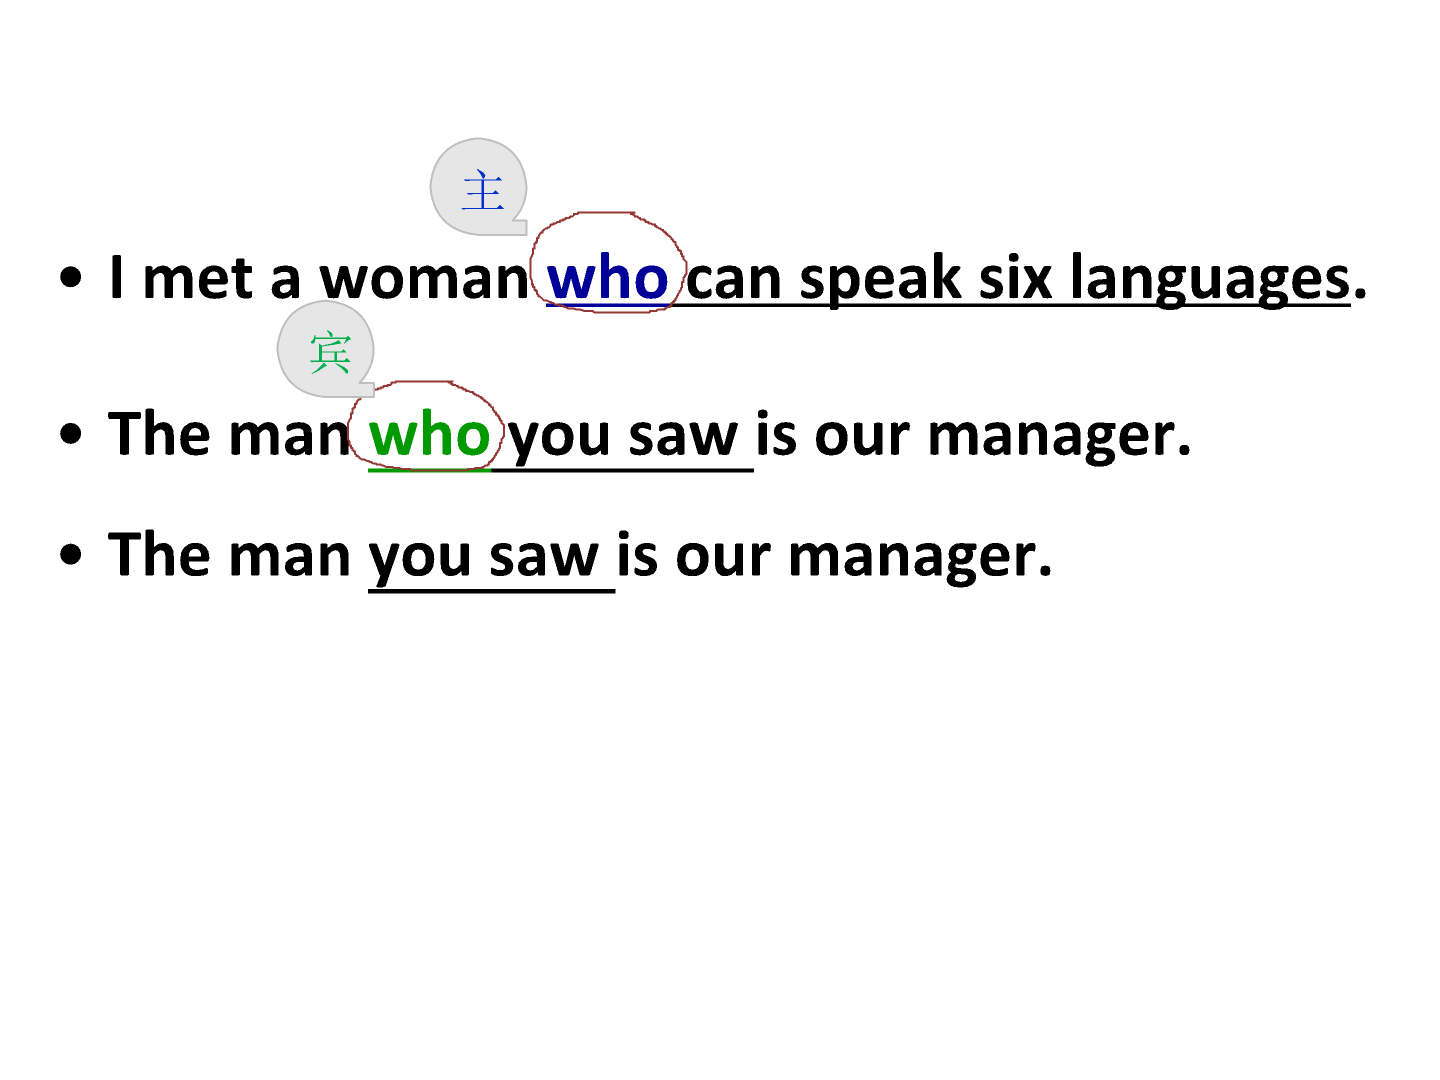 主
• I met a woman who can speak six languages.
宾
• The man who you saw is our manager.
• The man you saw is our manager.